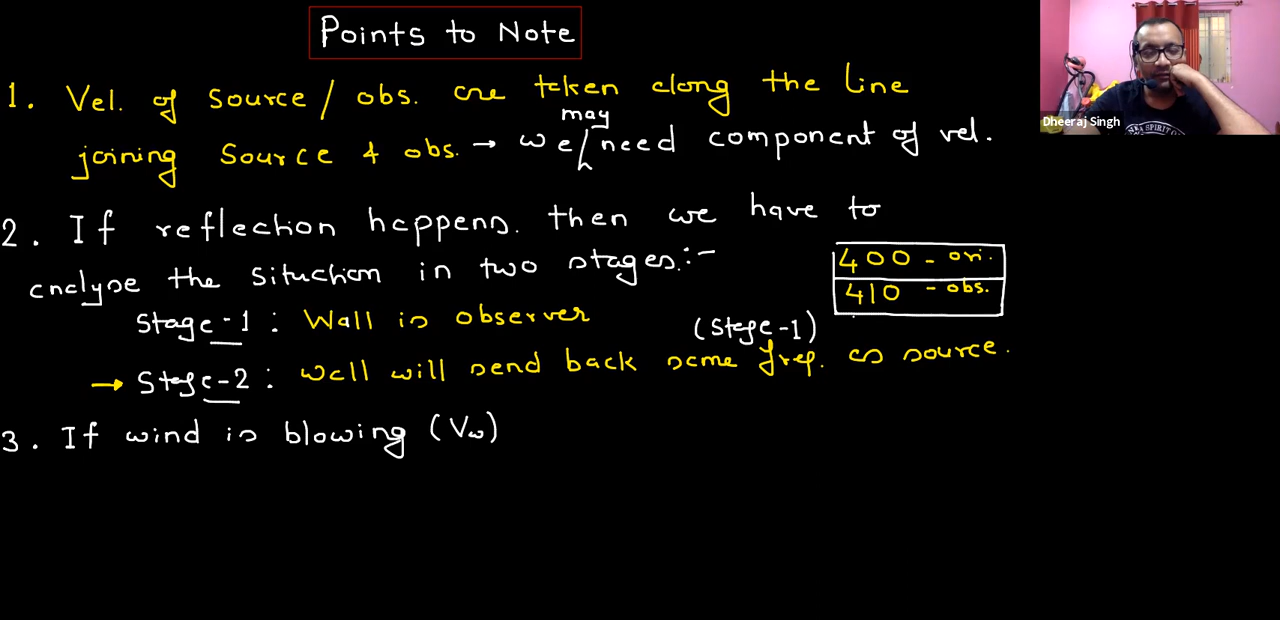 Points to Note
1. Vel. of source / obs. are taken along the line
joining source & obs. → we may need component of vel.
2. If reflection happens. then we have to
analyse the situation in two stages:-
400 - ori.
410 - obs.
Stage-1 : Wall is observer
(Stage-1)
→ Stage-2 : Wall will send back same freq. as source.
3. If wind is blowing (Vw)
Dheeraj Singh